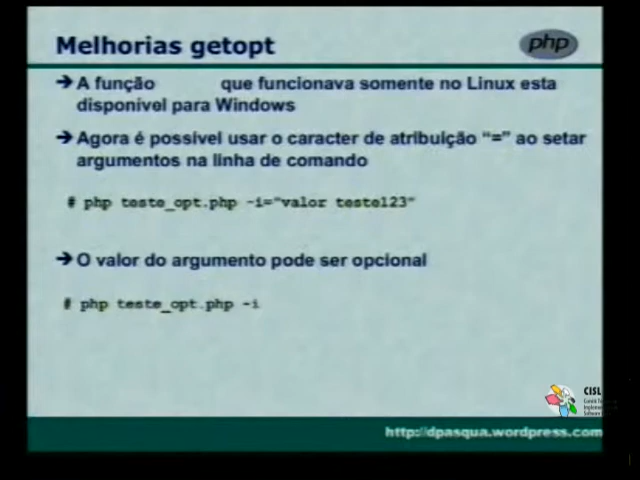 Melhorias getopt
php
➔ A função que funcionava somente no Linux esta
disponível para Windows
➔ Agora é possivel usar o caracter de atribuição "=" ao setar
argumentos na linha de comando
# php teste_opt.php -i="valor teste123"
➔ O valor do argumento pode ser opcional
# php teste_opt.php -i
CISL
http://dpasqua.wordpress.com